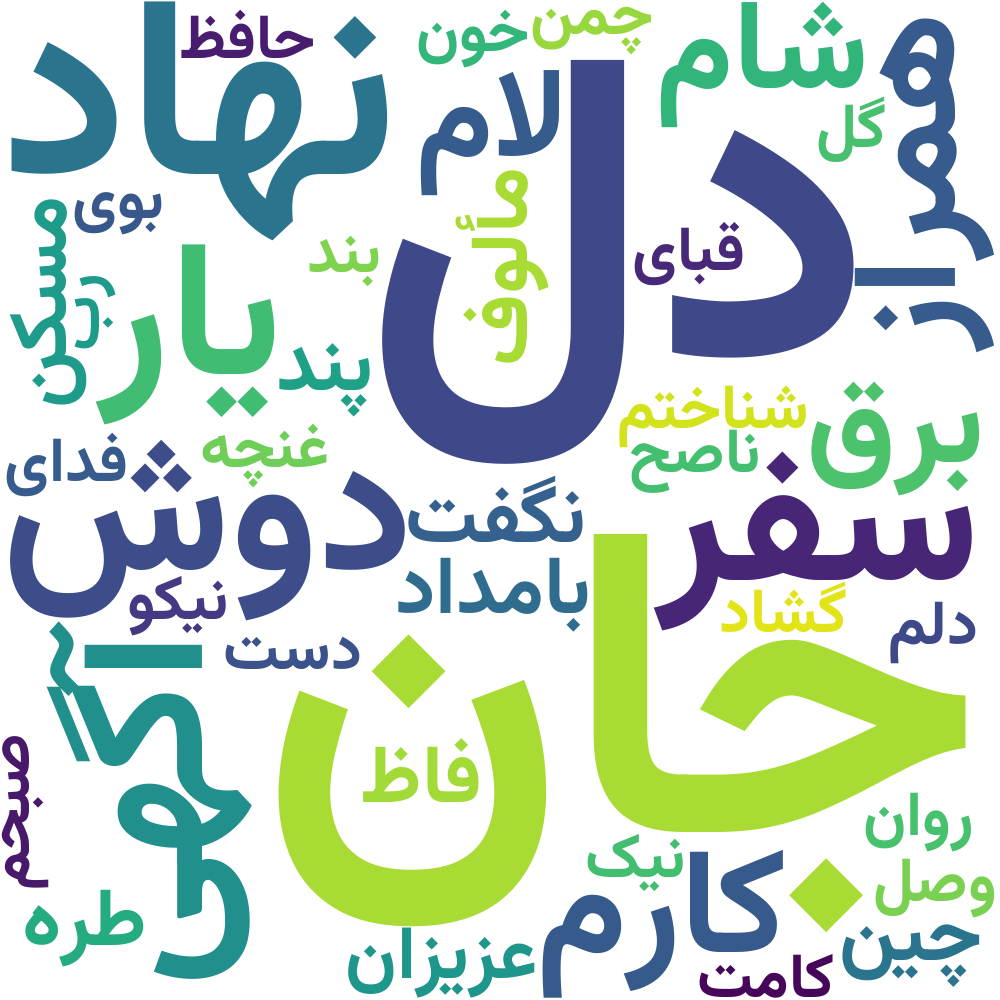 نهاد
حافظ
خون
چمن
شام
همراز
گل
لام
دل
مألوف
بوی
مسکن
رب
بند
قبای
یار
پند
شناختم
برق
ناصح
غنچه
فدای
دوش
نگفت
سفر
بامداد
نیکو
گشاد
دلم
دست
آگهی
جان
فاظ
صبحم
روان
نیک
وصل
کارم
طره
چین
عزیزان
کامت